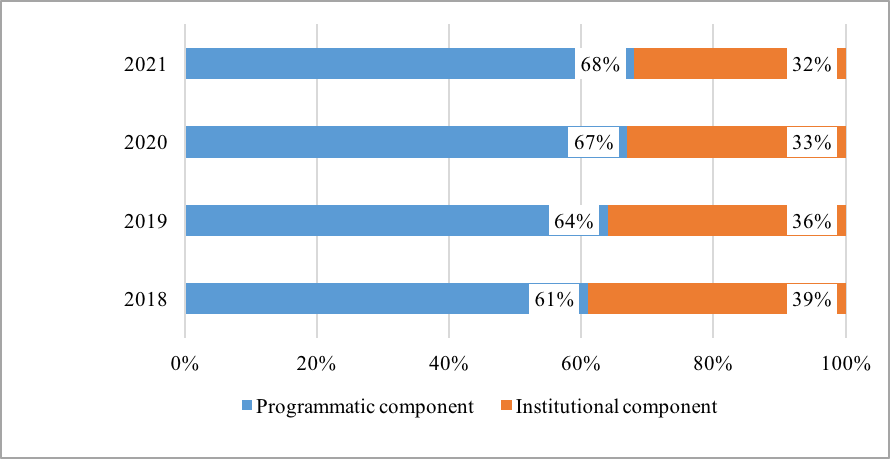 2021 68% 32%
2020 67% 33%
2019 64% 36%
2018 61% 39%
0% 20% 40% 60% 80% 100%
Programmatic component Institutional component